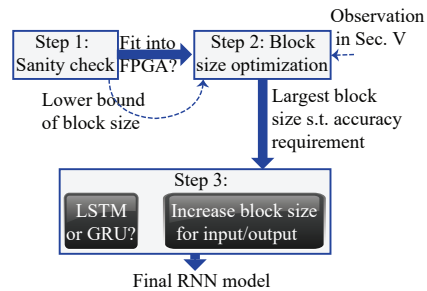 Step 1:
Sanity check
Fit into
FPGA?
Step 2: Block
size optimization
Observation
in Sec. V
Lower bound
of block size
Largest block
size s.t. accuracy
requirement
Step 3:
LSTM
or GRU?
Increase block size
for input/output
Final RNN model